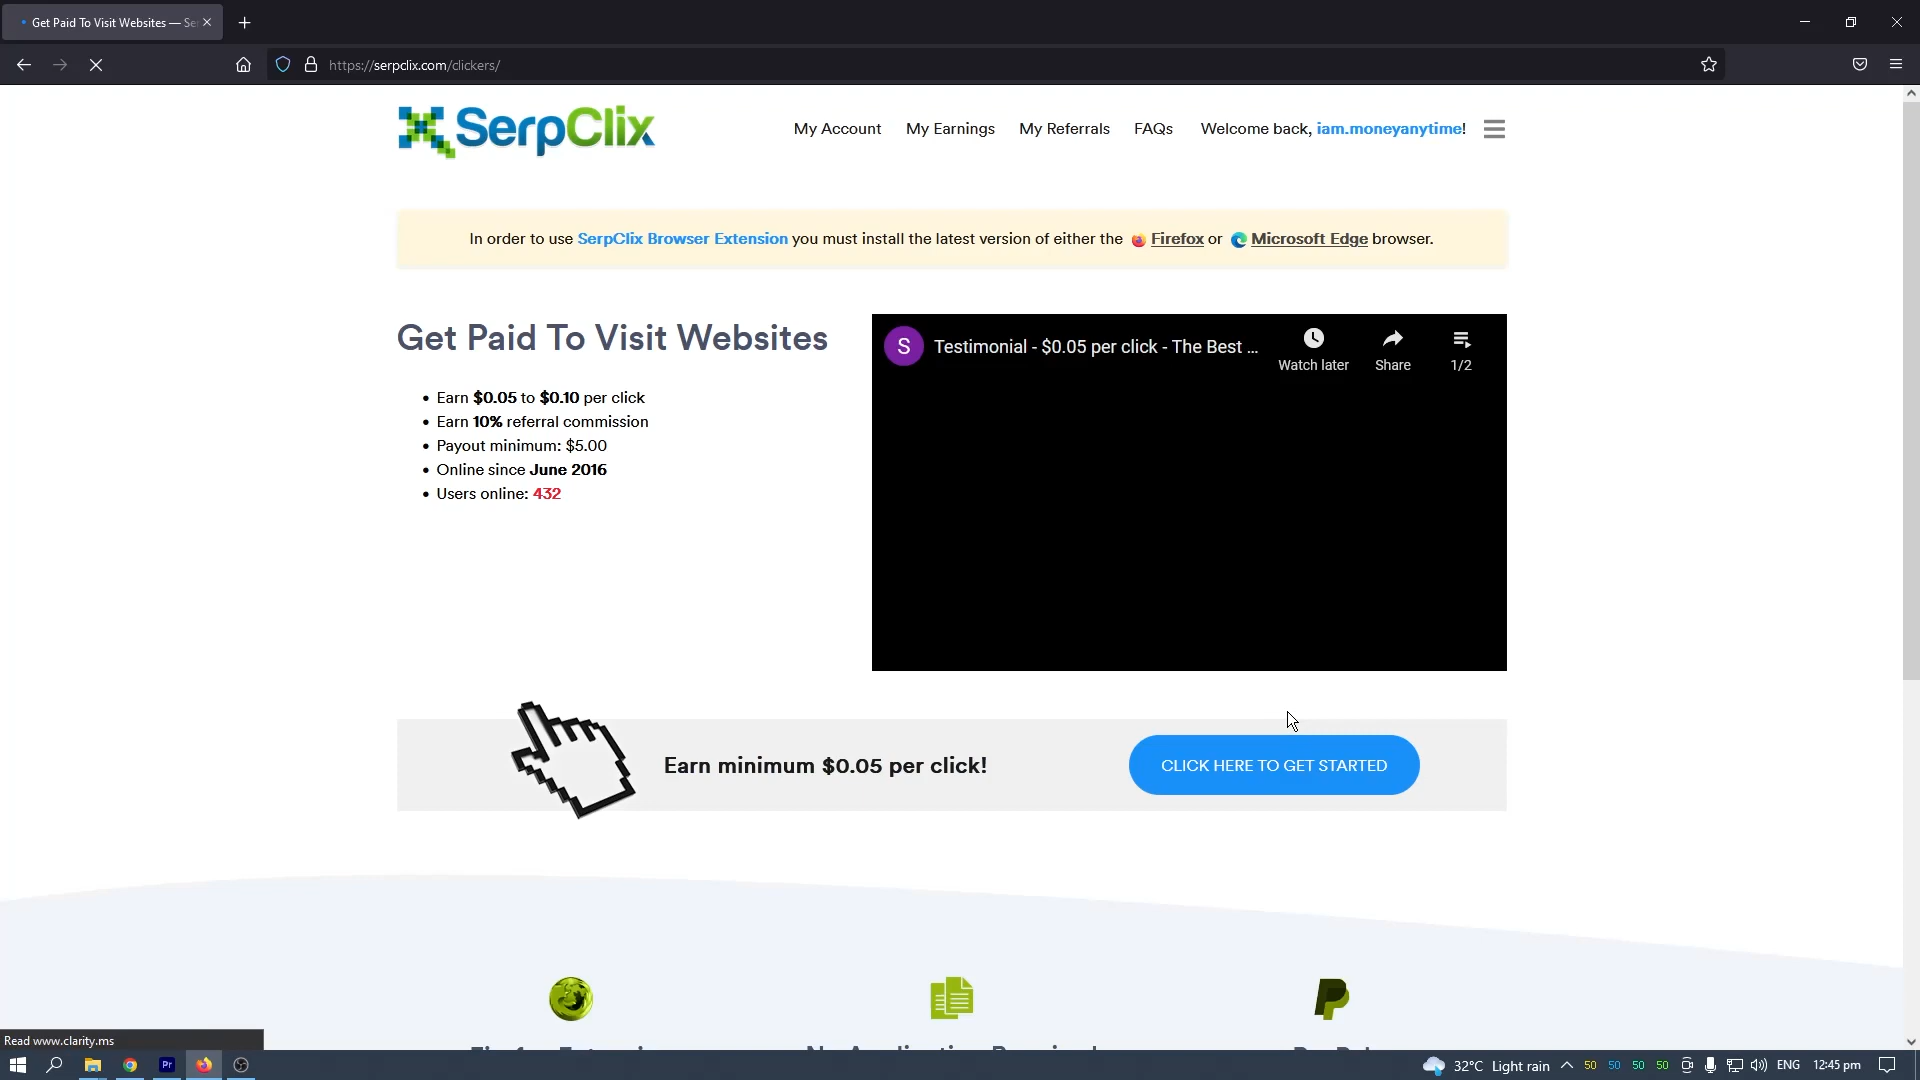 Get Paid To Visit Websites — Se
https://serpclix.com/clickers/
SerpClix
My Account My Earnings My Referrals FAQs Welcome back, iam.moneyanytime!
In order to use SerpClix Browser Extension you must install the latest version of either the Firefox or Microsoft Edge browser.
Get Paid To Visit Websites
• Earn $0.05 to $0.10 per click
• Earn 10% referral commission
• Payout minimum: $5.00
• Online since June 2016
• Users online: 432
S Testimonial - $0.05 per click - The Best ...
Watch later Share 1/2
Earn minimum $0.05 per click!
CLICK HERE TO GET STARTED
Read www.clarity.ms
Pr
32°C Light rain 50 50 50 50 ENG 12:45 pm